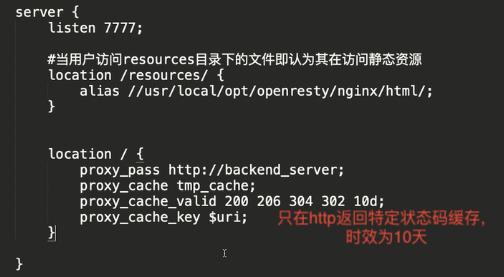 server {
listen 7777;
#当用户访问resources目录下的文件即认为其在访问静态资源
location /resources/ {
alias //usr/local/opt/openresty/nginx/html/;
}
location / {
proxy_pass http://backend_server;
proxy_cache tmp_cache;
proxy_cache_valid 200 206 304 302 10d;
proxy_cache_key $uri;
只在http返回特定状态码缓存，
时效为10天
}
}